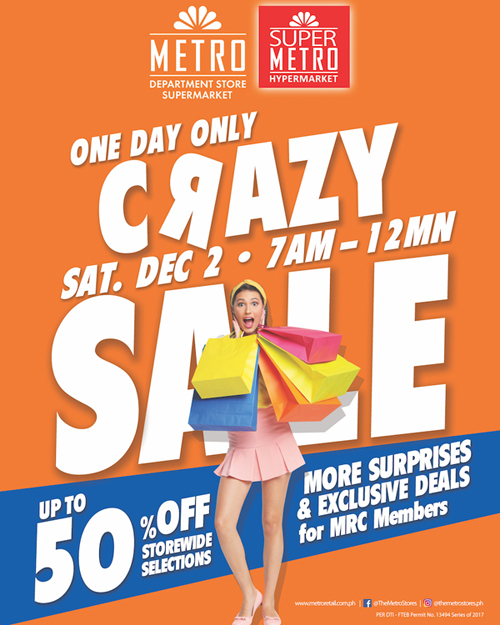 METRO
DEPARTMENT STORE
SUPERMARKET
SUPER
METRO
HYPERMARKET
ONE DAY ONLY
CЯAZY
SAT. DEC 2 • 7AM – 12MN
SALE
UP TO
50%OFF
STOREWIDE
SELECTIONS
MORE SURPRISES
& EXCLUSIVE DEALS
for MRC Members
www.metroretail.com.ph | @TheMetroStores | @themetrostores.ph
PER DTI - FTEB Permit No. 13494 Series of 2017